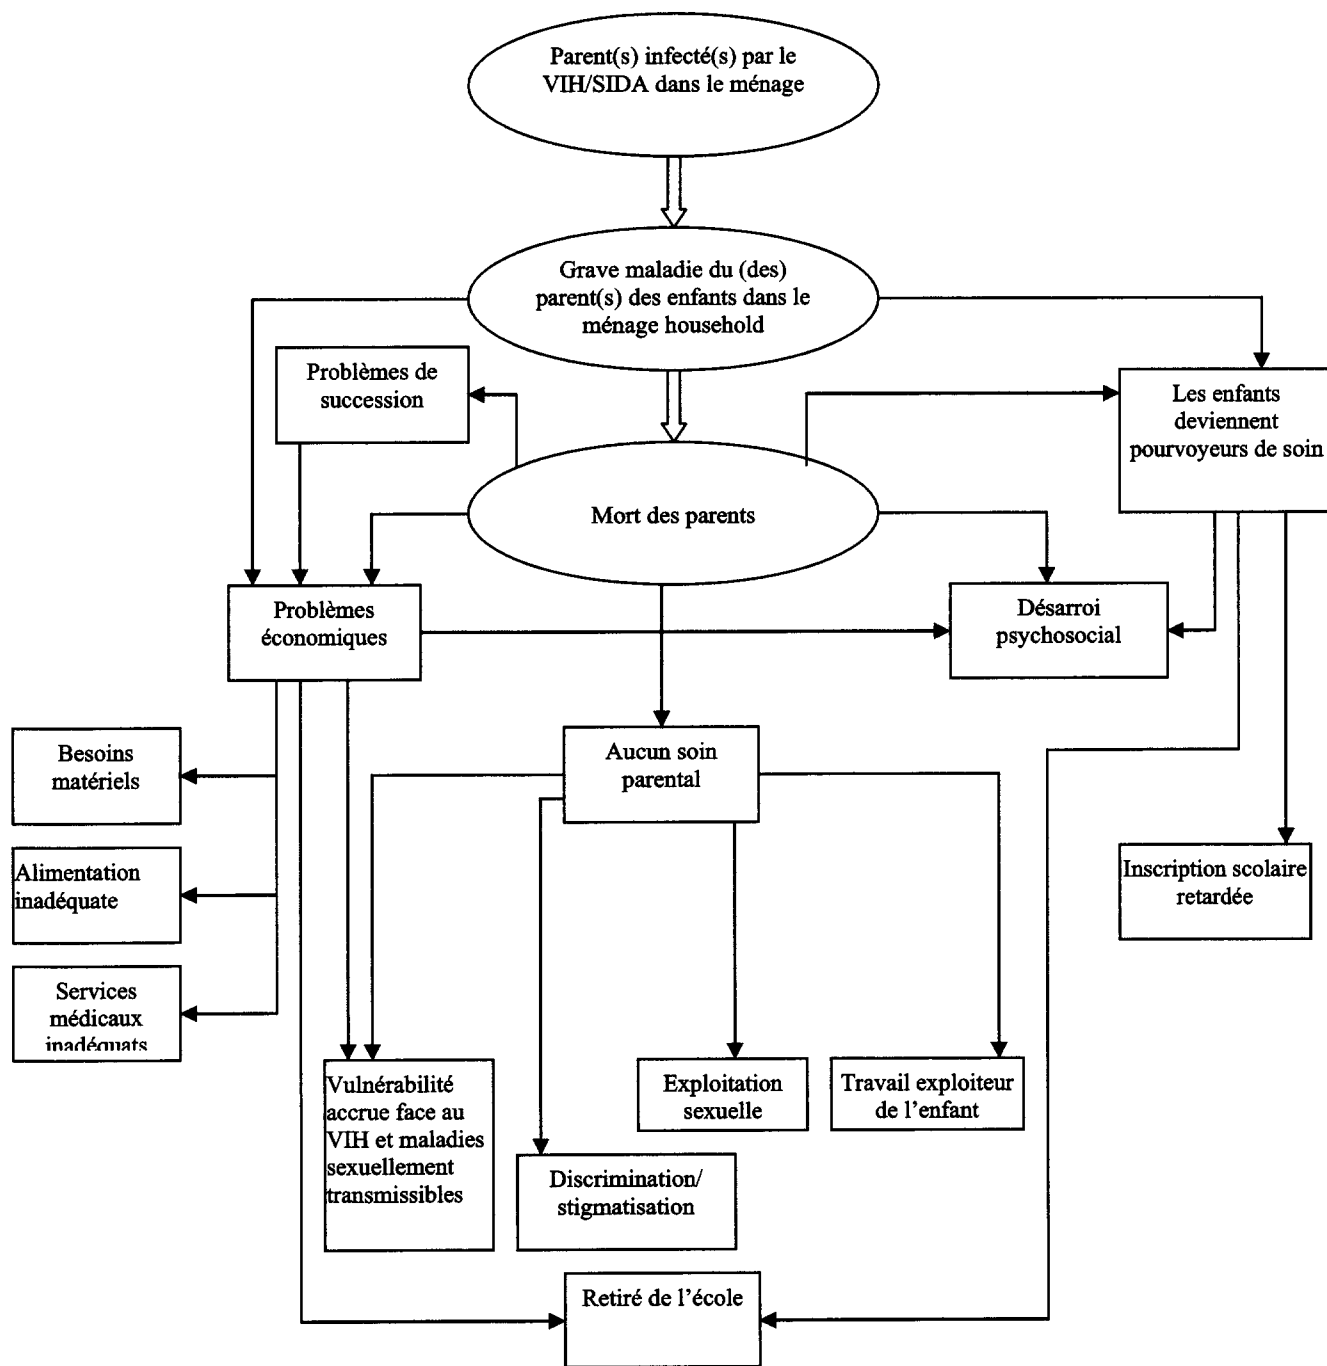 Parent(s) infecté(s) par le
VIH/SIDA dans le ménage
Grave maladie du (des)
parent(s) des enfants dans le
ménage household
Problèmes de
succession
Les enfants
deviennent
pourvoyeurs de soin
Mort des parents
Problèmes
économiques
Désarroi
psychosocial
Besoins
matériels
Aucun soin
parental
Alimentation
inadéquate
Inscription scolaire
retardée
Services
médicaux
inadéquats
Vulnérabilité
accrue face au
VIH et maladies
sexuellement
transmissibles
Exploitation
sexuelle
Travail exploiteur
de l’enfant
Discrimination/
stigmatisation
Retiré de l’école